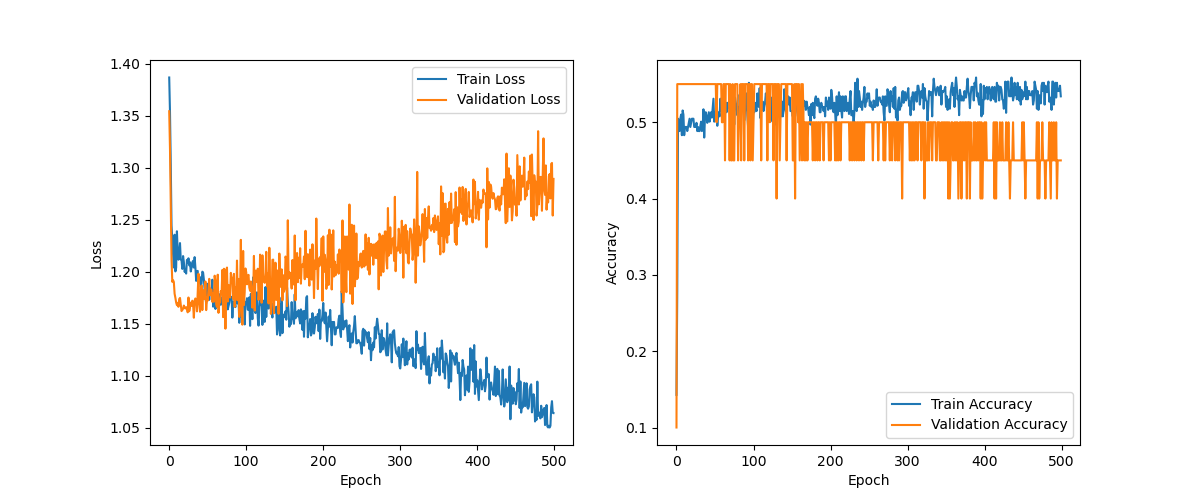 1.40
1.35
1.30
1.25
1.20
1.15
1.10
1.05
Loss
0 100 200 300 400 500
Epoch
Train Loss
Validation Loss
0.5
0.4
0.3
0.2
0.1
Accuracy
0 100 200 300 400 500
Epoch
Train Accuracy
Validation Accuracy